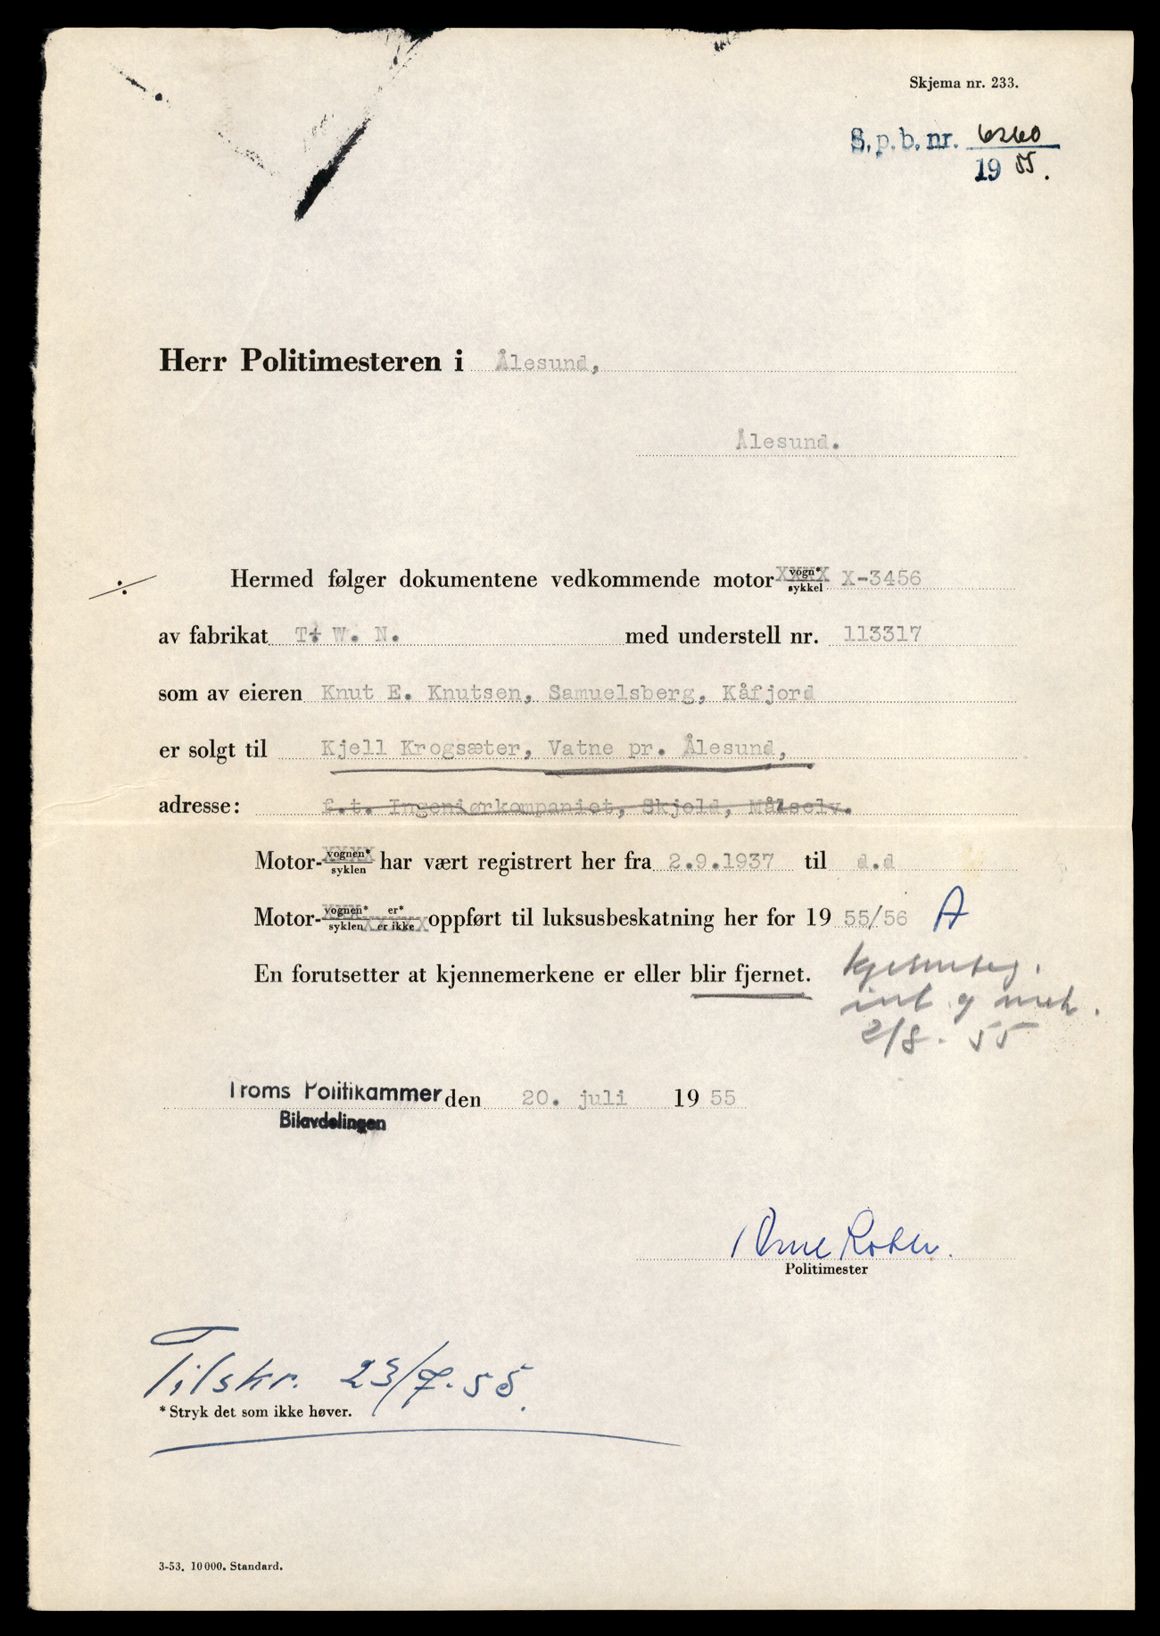 Skjema nr. 233.
S.p.b. nr. 6260
1955.
Herr Politimesteren i Ålesund,
Ålesund.
Hermed følger dokumentene vedkommende motor vogn* sykkel X-3456
av fabrikat T. W. N. med understell nr. 113317
som av eieren Knut E. Knutsen, Samuelsberg, Kåfjord
er solgt til Kjell Krogsæter, Vatne pr. Ålesund,
adresse: f.t. Ingeniørkompaniet, Skjold, Målselv.
Motor- vognen* syklen har vært registrert her fra 2.9.1937 til d.d
Motor- vognen* syklen er* er ikke oppført til luksusbeskatning her for 19 55/56 A
En forutsetter at kjennemerkene er eller blir fjernet.
2/8. 55
Troms Politikammer den 20. juli 19 55
Bilavdelingen
Arne
Politimester
Tilskr. 23/7. 55.
* Stryk det som ikke høver.
3-53. 10000. Standard.